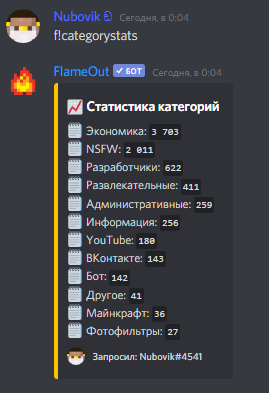 Nubovik Сегодня, в 0:04
f!categorystats
FlameOut БОТ Сегодня, в 0:04
Статистика категорий
Экономика: 3 703
NSFW: 2 011
Разработчики: 622
Развлекательные: 411
Административные: 259
Информация: 256
YouTube: 180
ВКонтакте: 143
Бот: 142
Другое: 41
Майнкрафт: 36
Фотофильтры: 27
Запросил: Nubovik#4541